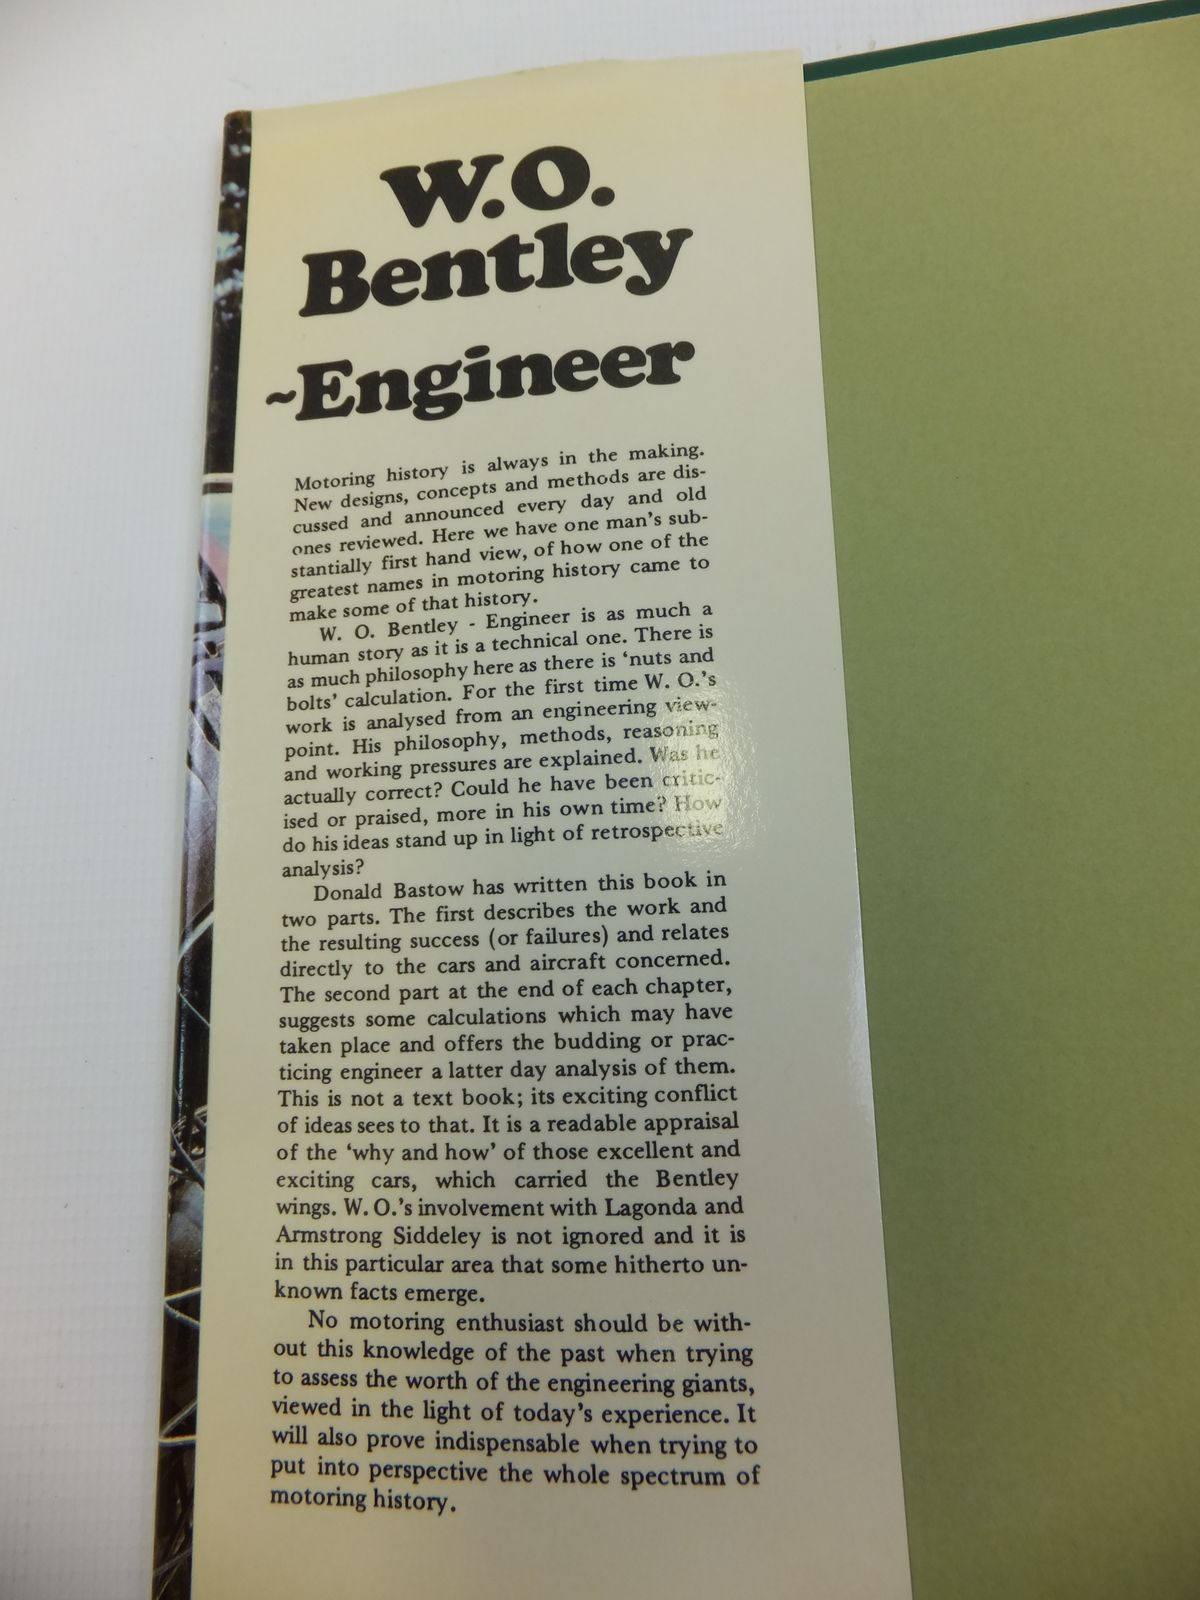 W.O.
Bentley
~Engineer
Motoring history is always in the making.
New designs, concepts and methods are dis-
cussed and announced every day and old
ones reviewed. Here we have one man's sub-
stantially first hand view, of how one of the
greatest names in motoring history came to
make some of that history.
W. O. Bentley - Engineer is as much a
human story as it is a technical one. There is
as much philosophy here as there is ‘nuts and
bolts’ calculation. For the first time W. O.’s
work is analysed from an engineering view-
point. His philosophy, methods, reasoning
and working pressures are explained. Was he
actually correct? Could he have been critic-
ised or praised, more in his own time? How
do his ideas stand up in light of retrospective
analysis?
Donald Bastow has written this book in
two parts. The first describes the work and
the resulting success (or failures) and relates
directly to the cars and aircraft concerned.
The second part at the end of each chapter,
suggests some calculations which may have
taken place and offers the budding or prac-
ticing engineer a latter day analysis of them.
This is not a text book; its exciting conflict
of ideas sees to that. It is a readable appraisal
of the ‘why and how’ of those excellent and
exciting cars, which carried the Bentley
wings. W. O.’s involvement with Lagonda and
Armstrong Siddeley is not ignored and it is
in this particular area that some hitherto un-
known facts emerge.
No motoring enthusiast should be with-
out this knowledge of the past when trying
to assess the worth of the engineering giants,
viewed in the light of today’s experience. It
will also prove indispensable when trying to
put into perspective the whole spectrum of
motoring history.